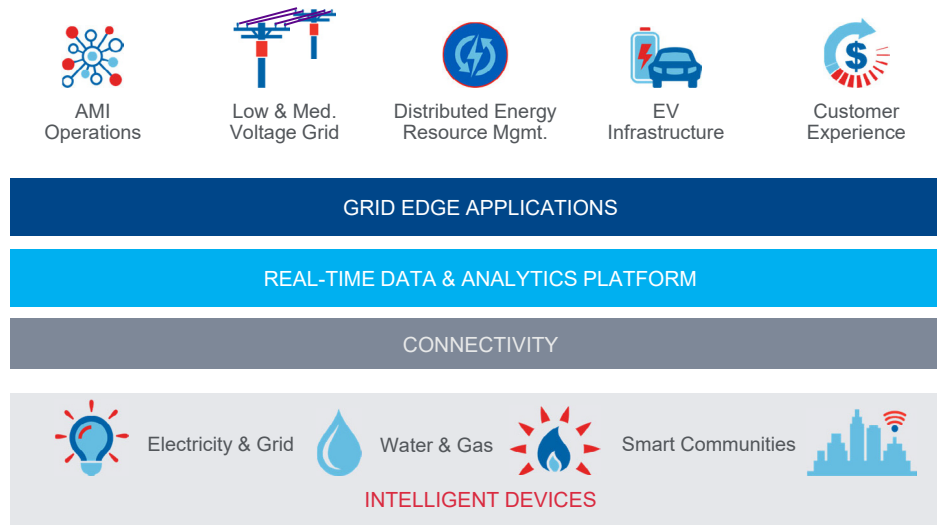 AMI
Operations
Low & Med.
Voltage Grid
Distributed Energy
Resource Mgmt.
EV
Infrastructure
$
Customer
Experience
GRID EDGE APPLICATIONS
REAL-TIME DATA & ANALYTICS PLATFORM
CONNECTIVITY
Electricity & Grid
Water & Gas
Smart Communities
INTELLIGENT DEVICES